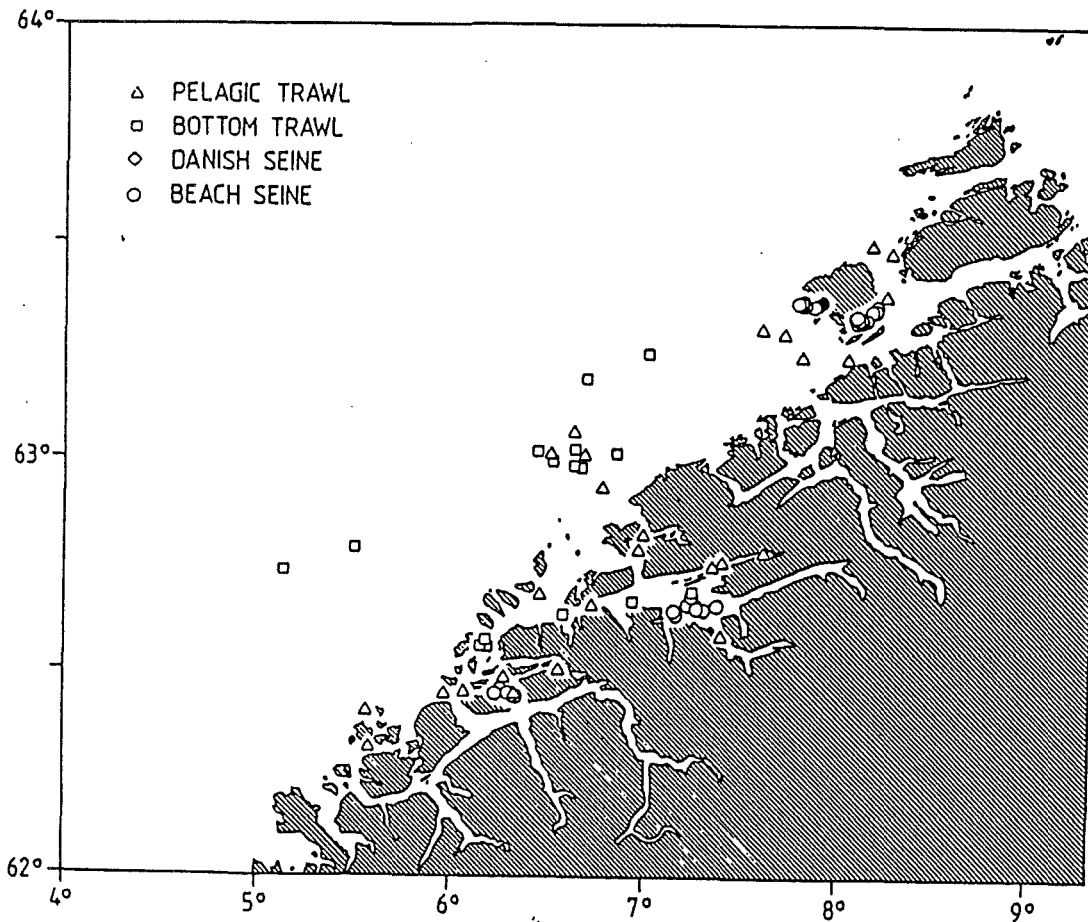 64°
PELAGIC TRAWL
BOTTOM TRAWL
DANISH SEINE
BEACH SEINE
63°
62°
4° 5° 6° 7° 8° 9°